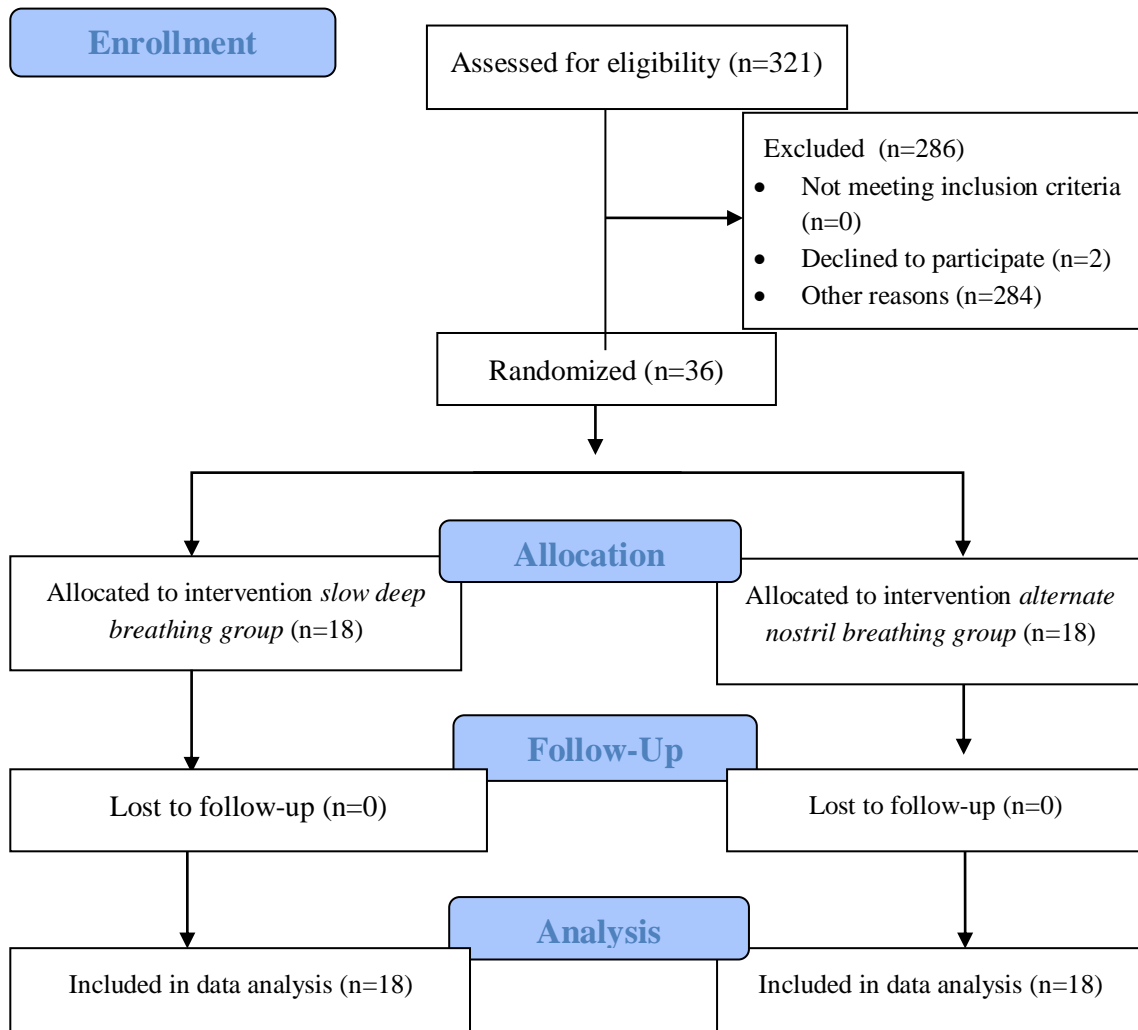 Enrollment
Assessed for eligibility (n=321)
Excluded (n=286)
• Not meeting inclusion criteria
(n=0)
• Declined to participate (n=2)
• Other reasons (n=284)
Randomized (n=36)
Allocation
Allocated to intervention slow deep
breathing group (n=18)
Allocated to intervention alternate
nostril breathing group (n=18)
Follow-Up
Lost to follow-up (n=0)
Lost to follow-up (n=0)
Analysis
Included in data analysis (n=18)
Included in data analysis (n=18)